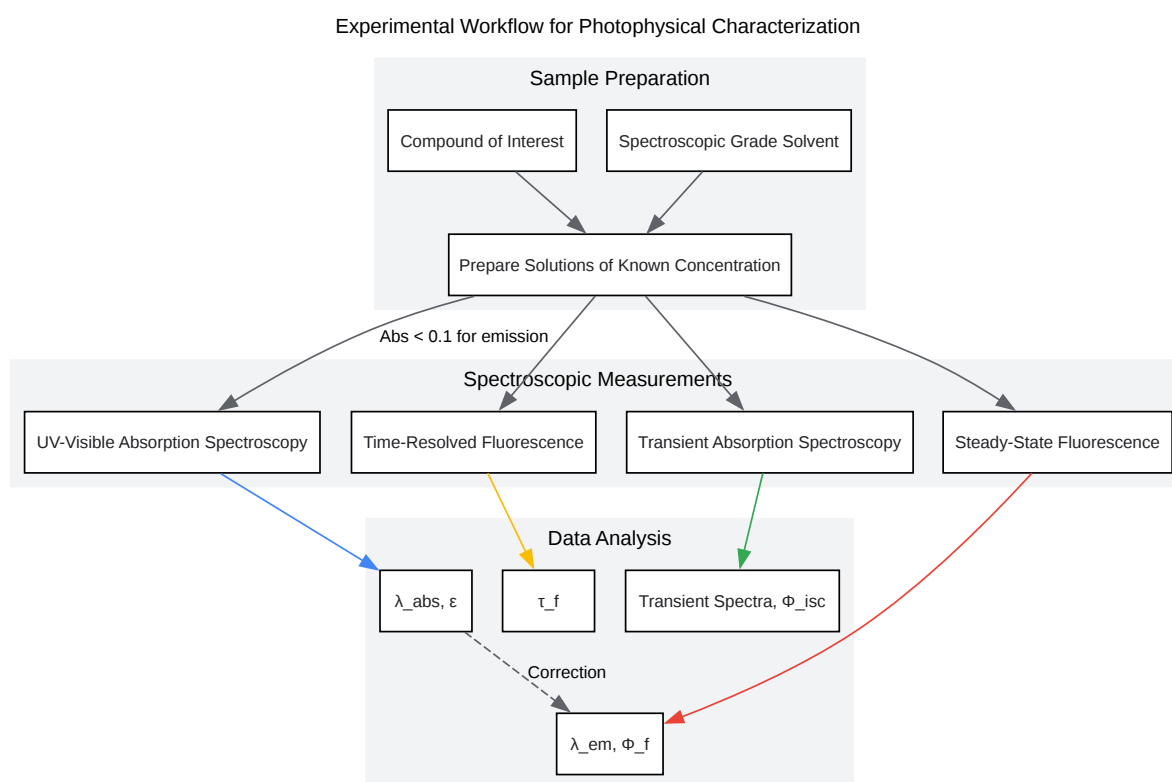 Experimental Workflow for Photophysical Characterization
Sample Preparation
Compound of Interest
Spectroscopic Grade Solvent
Prepare Solutions of Known Concentration
Abs < 0.1 for emission
Spectroscopic Measurements
UV-Visible Absorption Spectroscopy
Time-Resolved Fluorescence
Transient Absorption Spectroscopy
Steady-State Fluorescence
Data Analysis
λ_abs, ε
τ_f
Transient Spectra, Φ_isc
Correction
λ_em, Φ_f